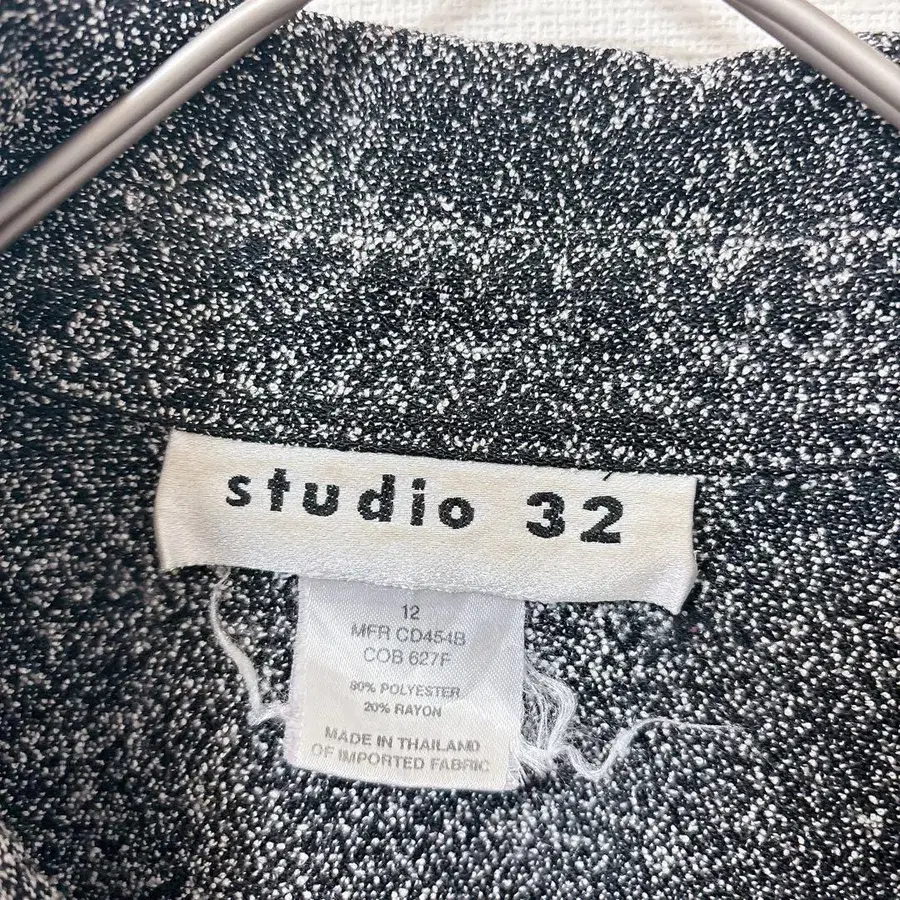 studio 32
12
MFR CD454B
COB 627F
80% POLYESTER
20% RAYON
MADE IN THAILAND
OF IMPORTED FABRIC